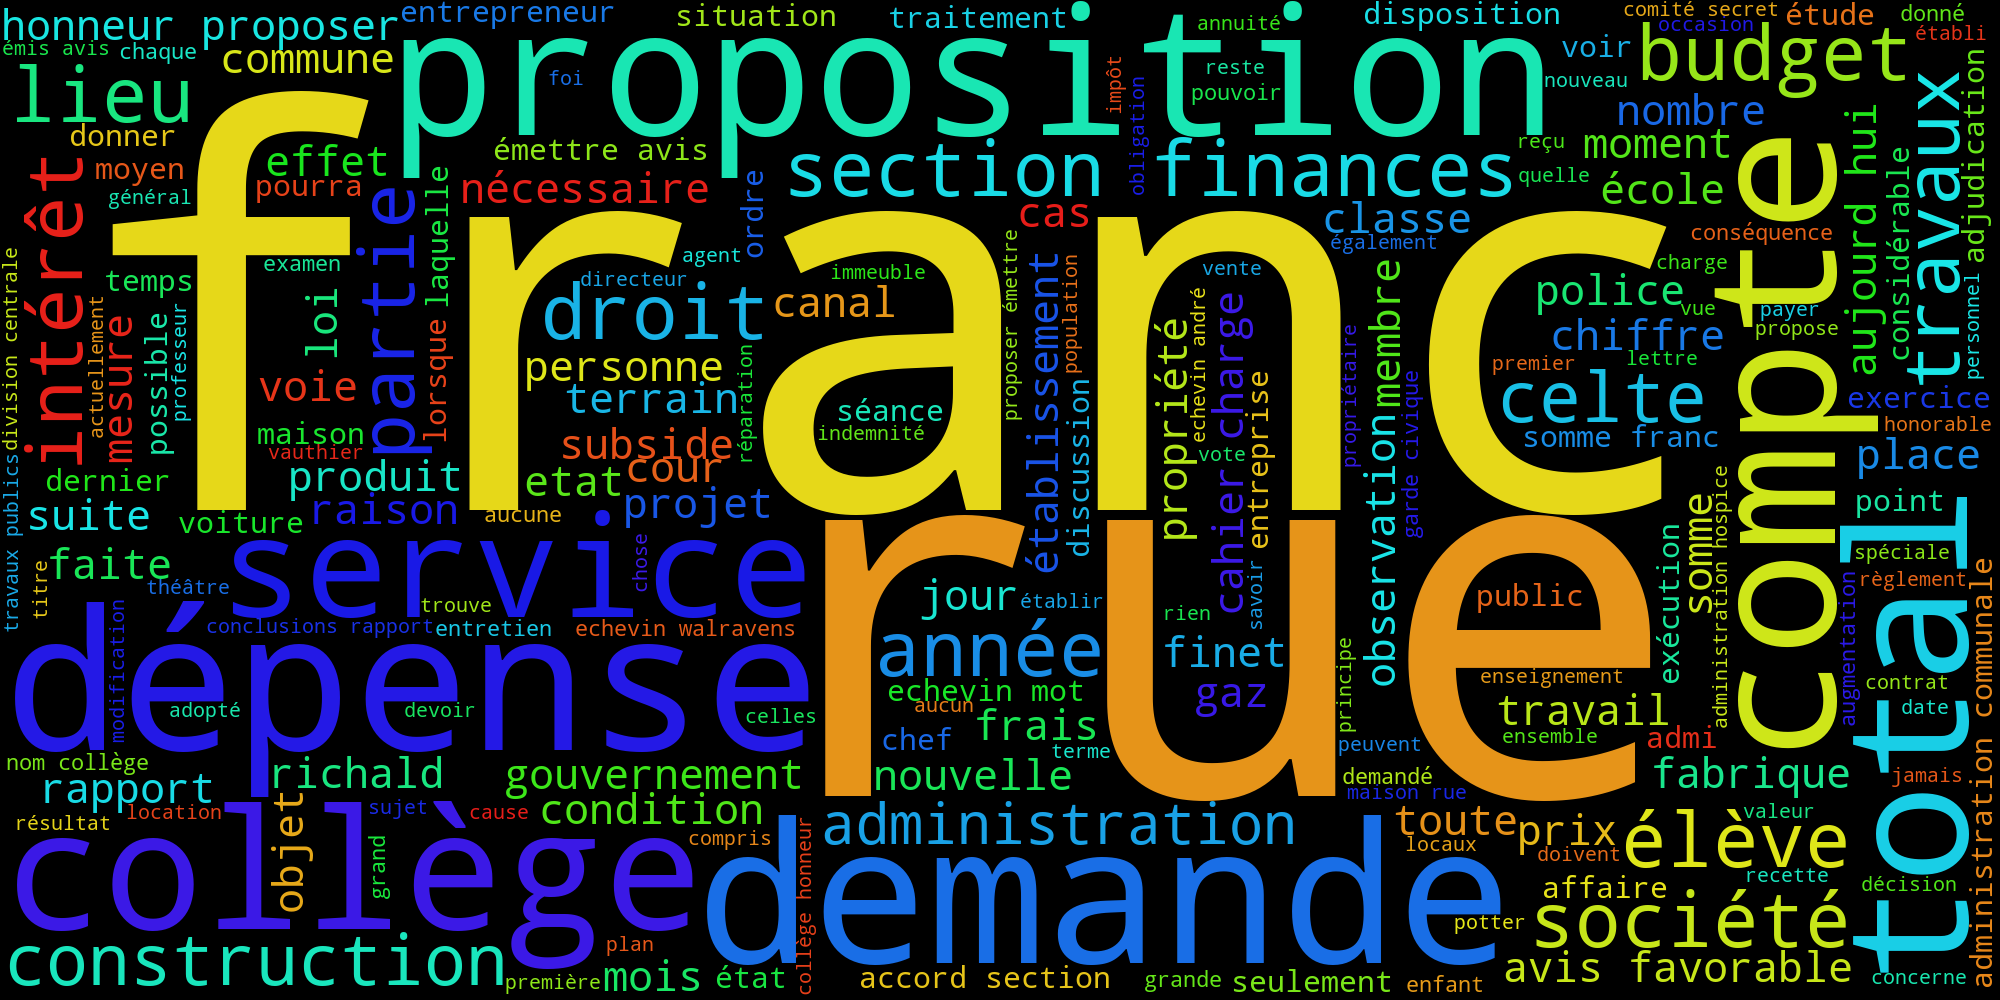 honneur proposer
entrepreneur
situation
traitement
annuité
disposition
comité secret
étude
donné
occasion
établi
émis avis
chaque
commune
proposition
foi
impôt
reste
pouvoir
voir
nouveau
budget
lieu
donner
moyen
général
effet
pourra
émettre avis
nécessaire
section finances
obligation
reçu
quelle
nombre
moment
école
travaux
adjudication
aujourd hui
considérable
intérêt
partie
lorsque laquelle
ordre
cas
classe
également
conséquence
compte
franc
division centrale
temps
examen
agent
directeur
immeuble
proposer émettre
vente
charge
vue
police
payer
propose
personnel
actuellement
mesure
possible
professeur
loi
droit
canal
établissement
population
echevin andré
cahier charge
propriété
membre
chiffre
premier
lettre
voie
personne
terrain
réparation
séance
indemnité
discussion
entreprise
propriétaire
garde civique
celte
somme franc
exercice
honorable
maison
vauthier
subside
cour
vote
observation
place
travaux publics
dernier
produit
etat
projet
suite
voiture
raison
aucune
point
somme
administration hospice
total
titre
faite
théâtre
service
chose
trouve
jour
établir
rien
savoir
public
exécution
spéciale
règlement
administration communale
augmentation
modification
conclusions rapport
entretien
echevin walravens
dépense
rue
année
finet
gaz
principe
enseignement
contrat
date
adopté
devoir
celles
echevin mot
aucun
frais
chef
terme
peuvent
travail
ensemble
admi
nom collège
rapport
richald
gouvernement
nouvelle
demandé
maison rue
fabrique
jamais
location
objet
sujet
cause
condition
résultat
compris
administration
toute
locaux
prix
valeur
élève
collège
grand
collège honneur
demande
doivent
affaire
recette
décision
potter
société
construction
plan
première
mois
état
accord section
grande
seulement
enfant
avis favorable
concerne